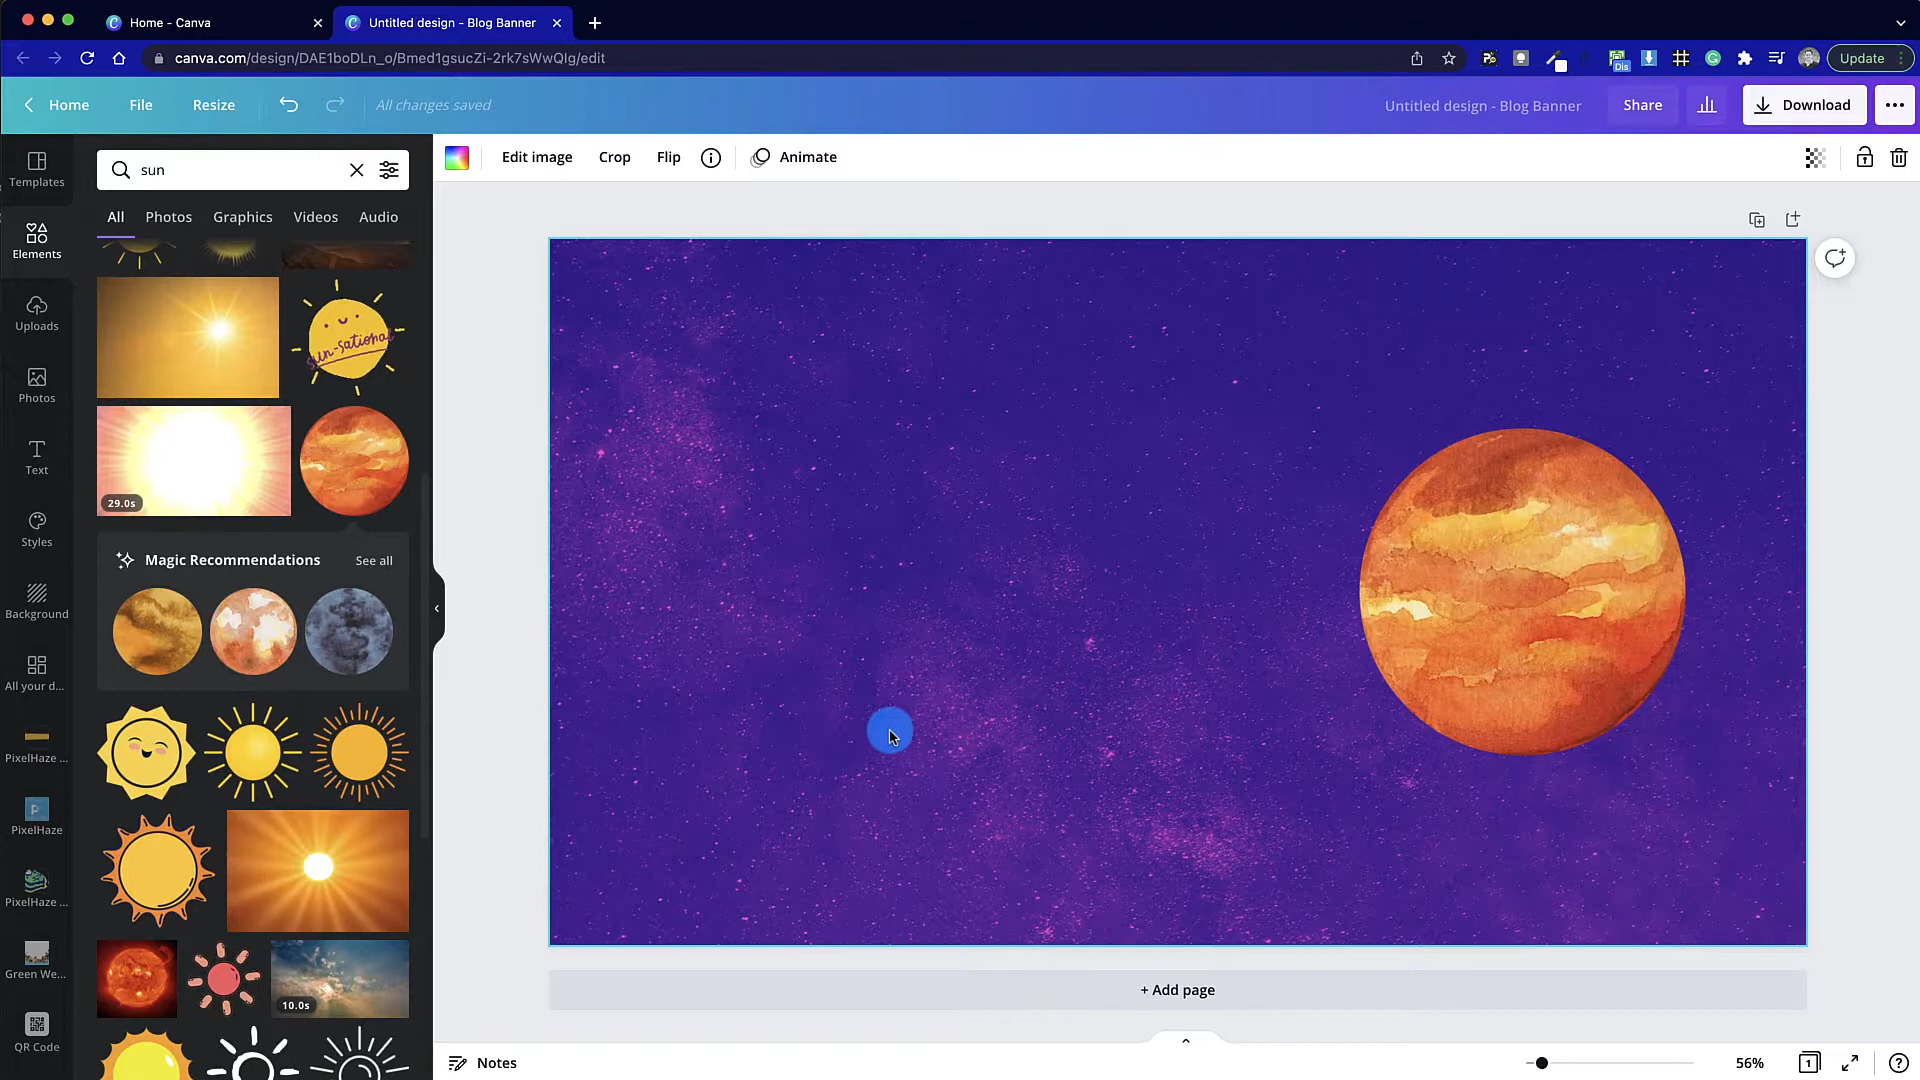 Home - Canva
Untitled design - Blog Banner
canva.com/design/DAE1boDLn_o/Bmed1gsucZi-2rk7sWwQIg/edit
Dis
Update
Home
File
Resize
All changes saved
Untitled design - Blog Banner
Share
Download
Templates
Elements
Uploads
Photos
Text
Styles
Background
All your d...
PixelHaze ...
PixelHaze
PixelHaze ...
Green We...
QR Code
sun
All
Photos
Graphics
Videos
Audio
sun-sational
29.0s
Magic Recommendations
See all
10.0s
Edit image
Crop
Flip
Animate
+ Add page
Notes
56%
1